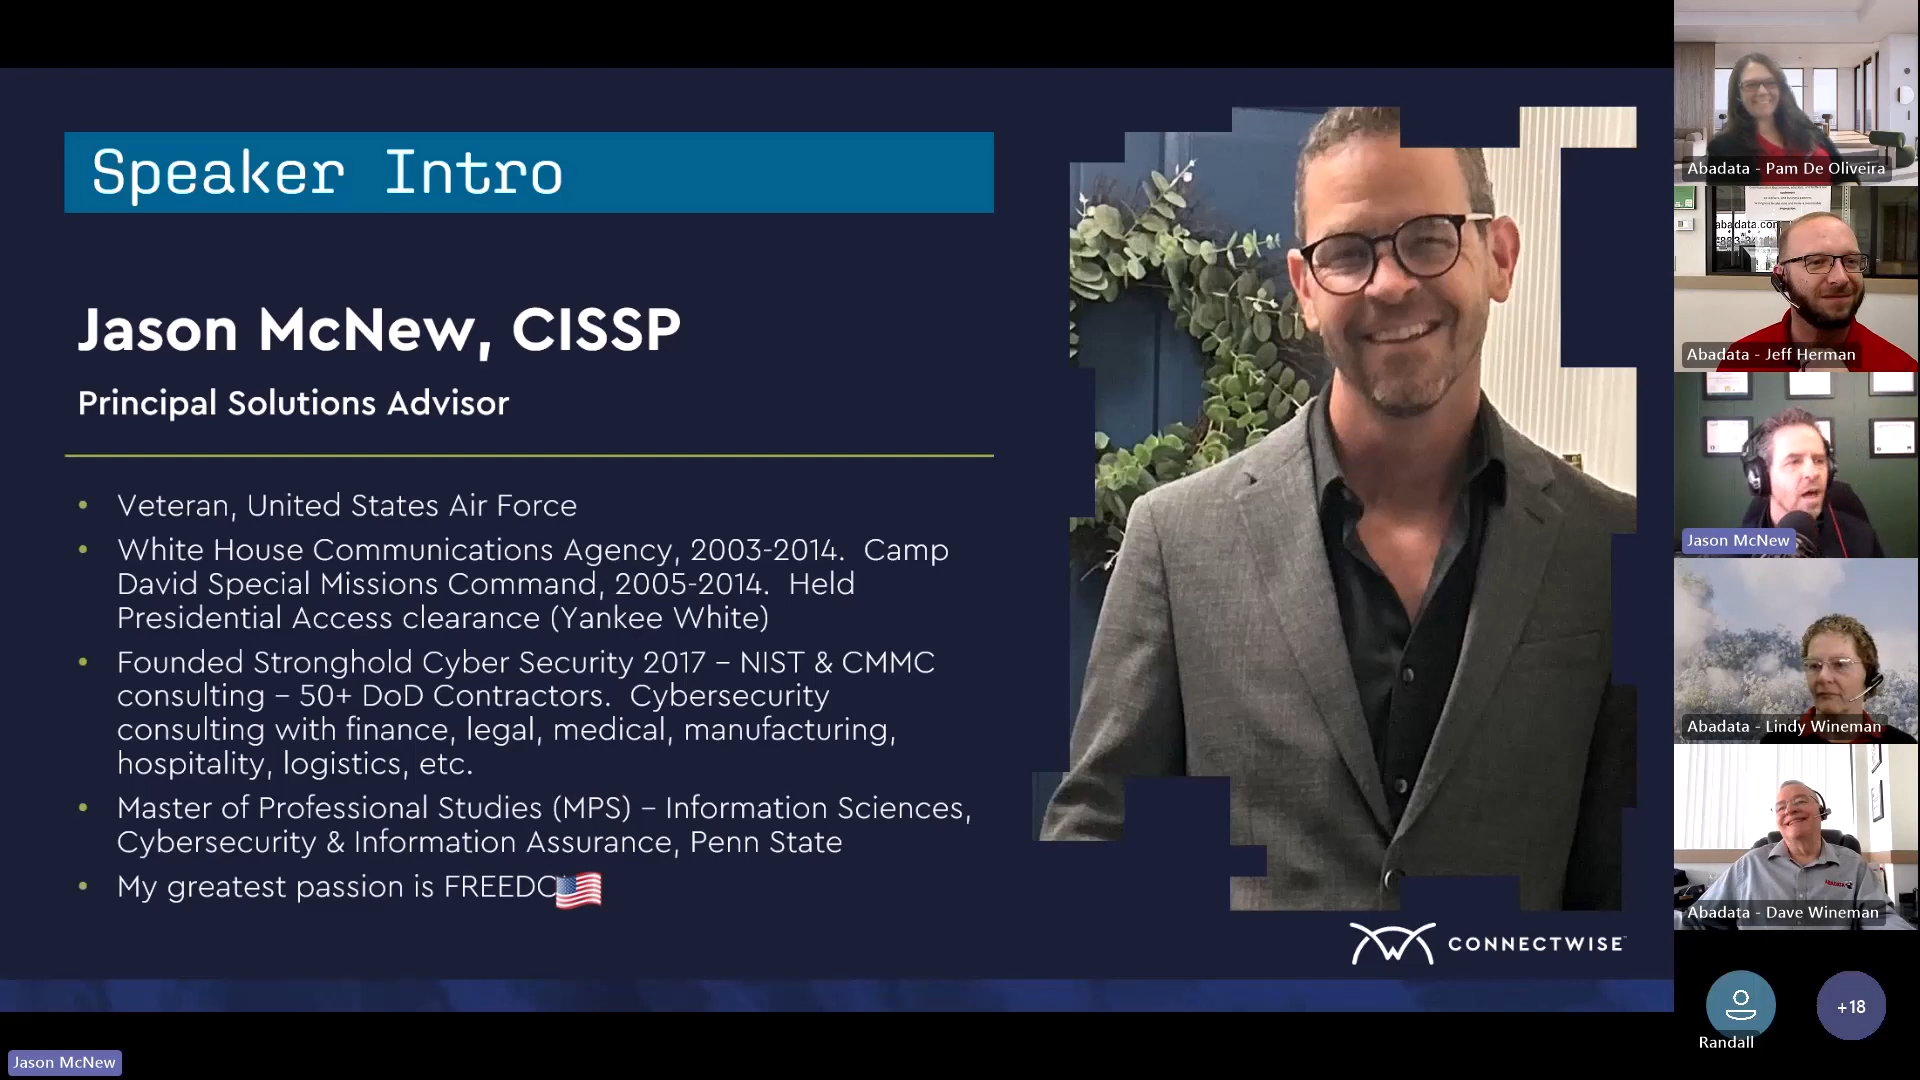 Speaker Intro
Jason McNew, CISSP
Principal Solutions Advisor
• Veteran, United States Air Force
• White House Communications Agency, 2003-2014.  Camp
David Special Missions Command, 2005-2014.  Held
Presidential Access clearance (Yankee White)
• Founded Stronghold Cyber Security 2017 – NIST & CMMC
consulting – 50+ DoD Contractors.  Cybersecurity
consulting with finance, legal, medical, manufacturing,
hospitality, logistics, etc.
• Master of Professional Studies (MPS) – Information Sciences,
Cybersecurity & Information Assurance, Penn State
• My greatest passion is FREEDO
CONNECTWISE™
Jason McNew
Abadata - Pam De Oliveira
abadata.com
Abadata - Jeff Herman
Jason McNew
Abadata - Lindy Wineman
ABADATA
Abadata - Dave Wineman
Randall
+18